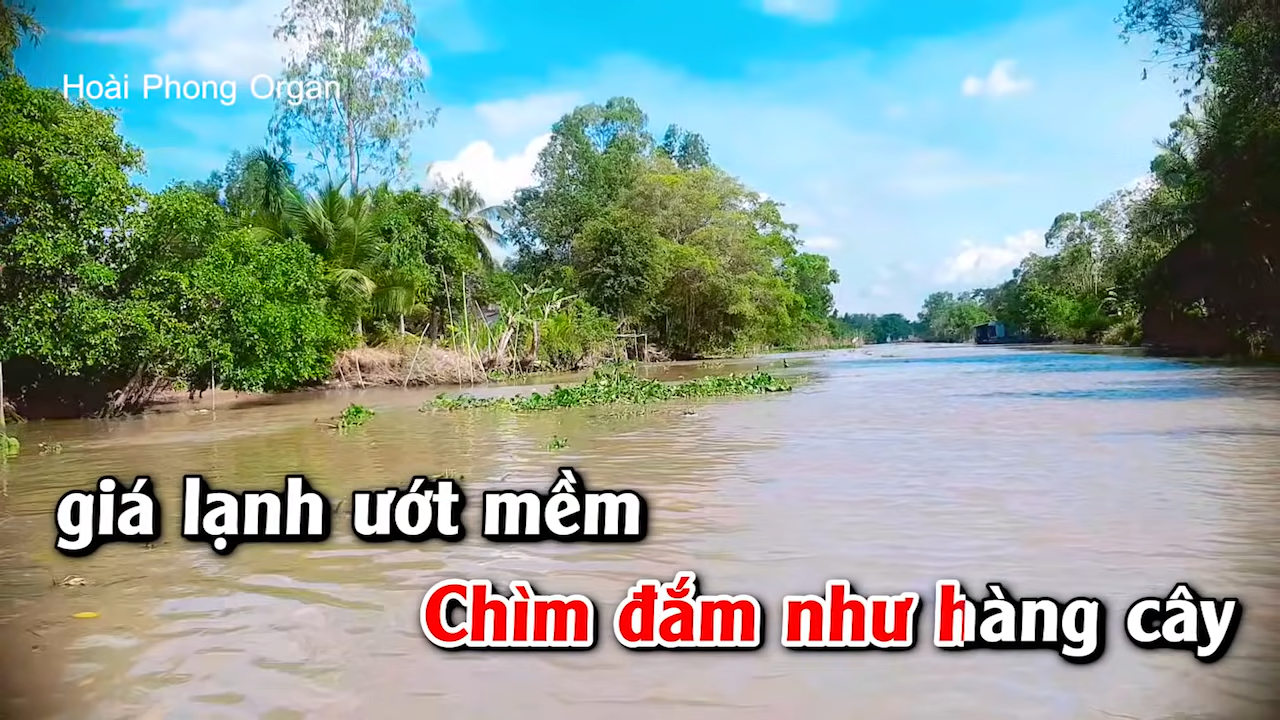 Hoài Phong Organ
giá lạnh ướt mềm
Chìm đắm như hàng cây